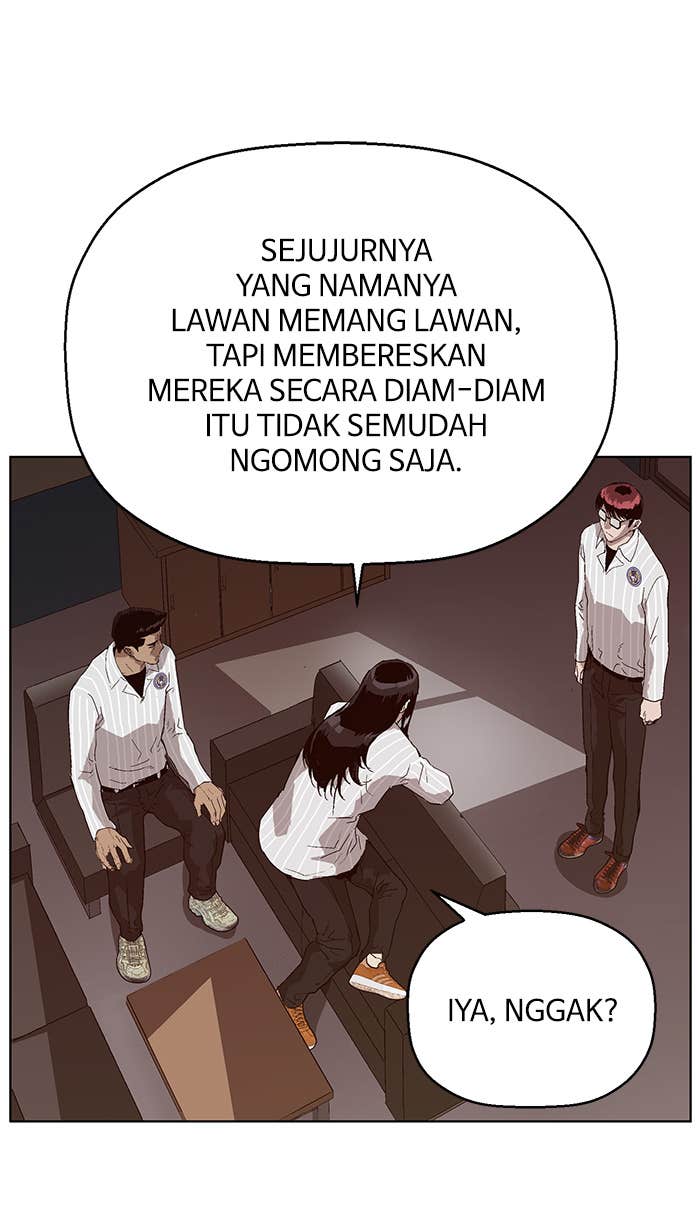 SEJUJURNYA
YANG NAMANYA
LAWAN MEMANG LAWAN,
TAPI MEMBERESKAN
MEREKA SECARA DIAM-DIAM
ITU TIDAK SEMUDAH
NGOMONG SAJA.
IYA, NGGAK?